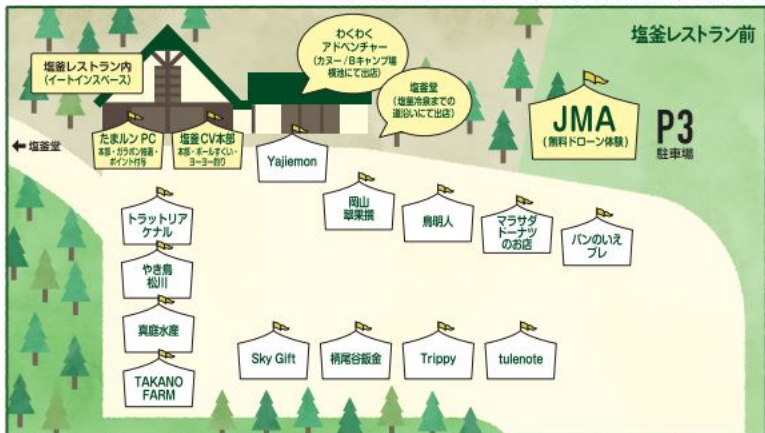 塩釜レストラン前
わくわく
アドベンチャー
(カヌー/Bキャンプ場
横池にて出店)
塩釜レストラン内
(イートインスペース)
塩釜堂
(塩釜冷泉までの
道沿いにて出店)
JMA
(無料ドローン体験)
P3
駐車場
←塩釜堂
たまルン PC
本部・ガラポン抽選・
ポイント付与
塩釜CV本部
本部・ボールすくい・
ヨーヨー釣り
Yajiemon
岡山
翠果撰
鳥明人
マラサダ
ドーナツ
のお店
パンのいえ
プレ
トラットリア
ケナル
やき鳥
松川
真庭水産
TAKANO
FARM
Sky Gift
栃尾谷鈑金
Trippy
tulenote